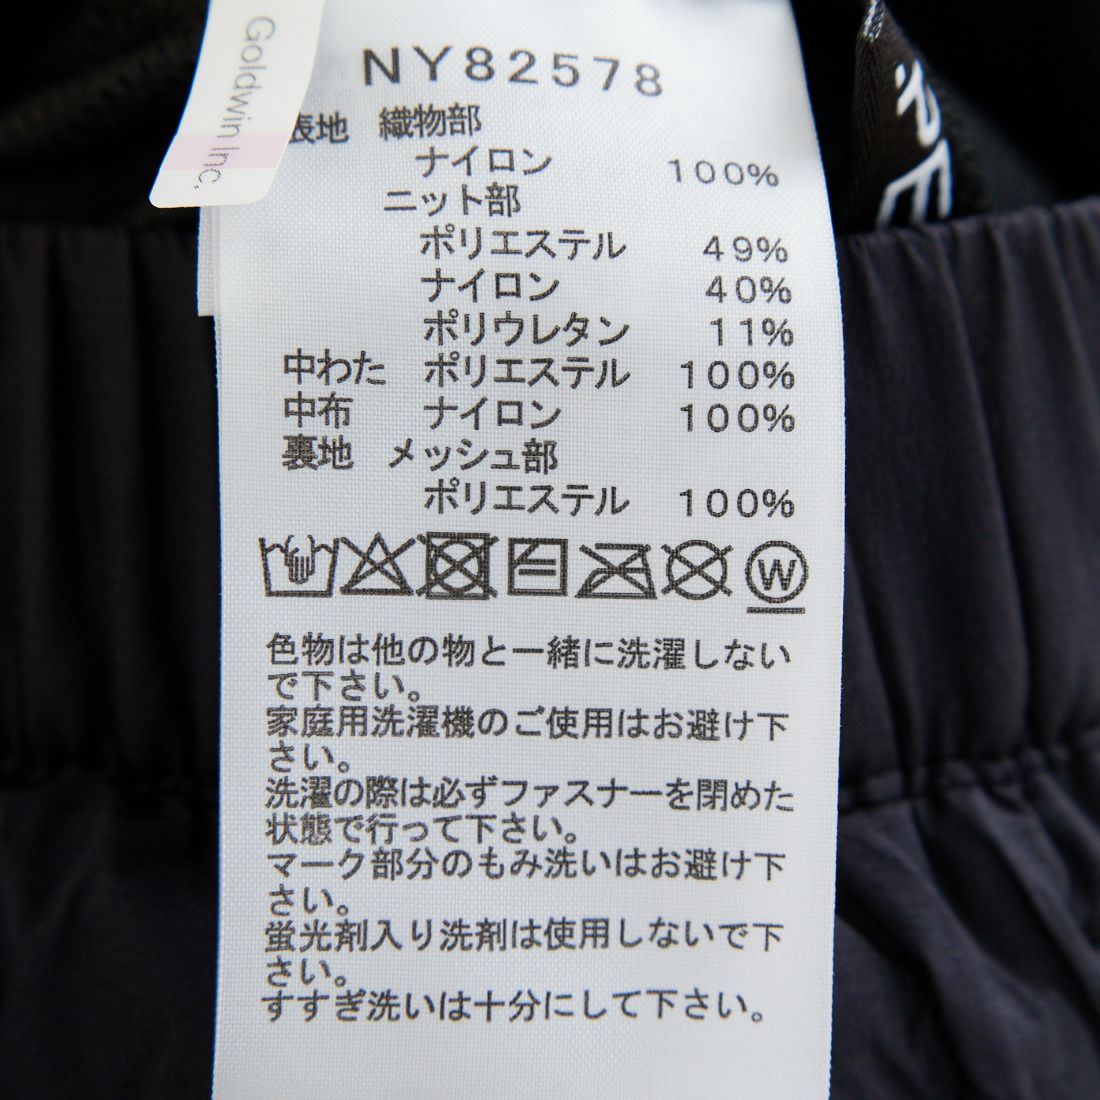 Goldwin Inc.
NY82578
表地 織物部
ナイロン 100%
ニット部
ポリエステル 49%
ナイロン 40%
ポリウレタン 11%
中わた ポリエステル 100%
中布 ナイロン 100%
裏地 メッシュ部
ポリエステル 100%
W
色物は他の物と一緒に洗濯しない
で下さい。
家庭用洗濯機のご使用はお避け下
さい。
洗濯の際は必ずファスナーを閉めた
状態で行って下さい。
マーク部分のもみ洗いはお避け下
さい。
蛍光剤入り洗剤は使用しないで下
さい。
すすぎ洗いは十分にして下さい。